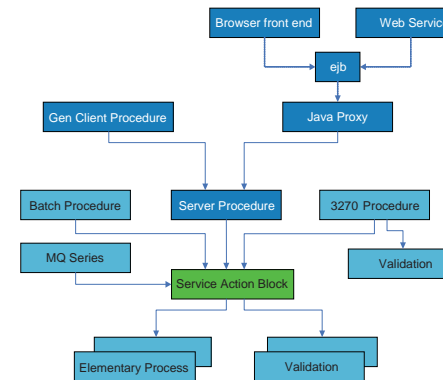 Browser front end
Web Service
ejb
Gen Client Procedure
Java Proxy
Batch Procedure
Server Procedure
3270 Procedure
MQ Series
Validation
Service Action Block
Elementary Process
Validation